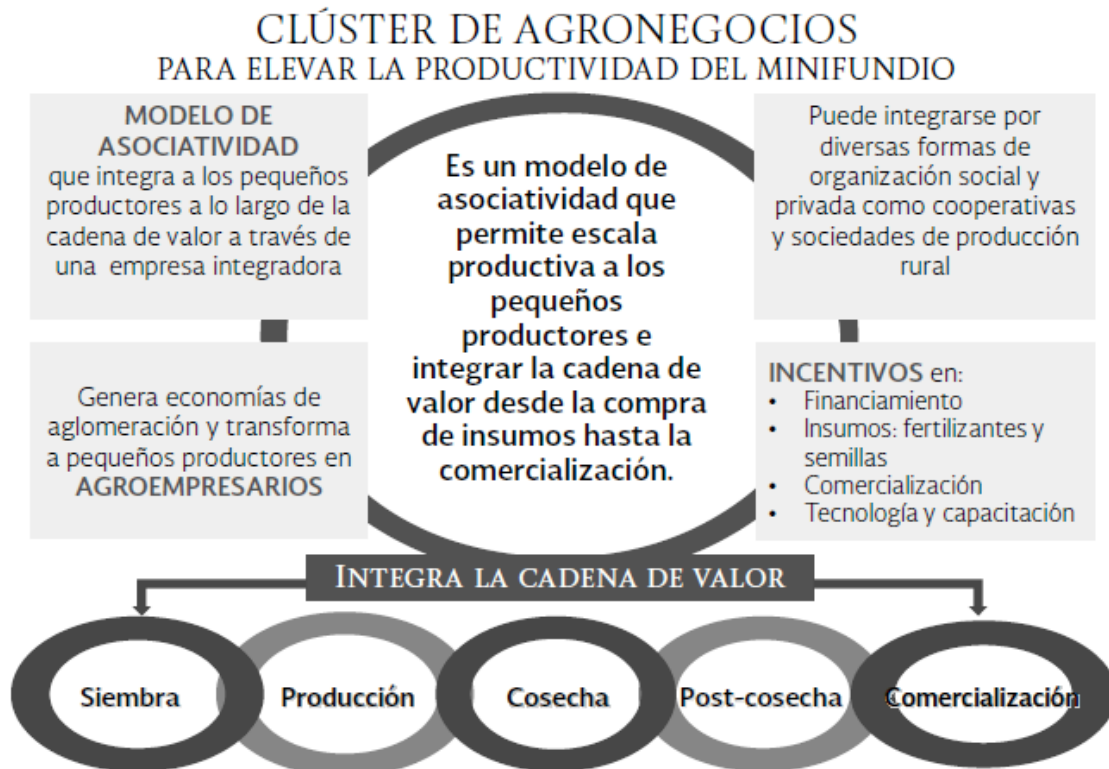 CLÚSTER DE AGRONEGOCIOS
PARA ELEVAR LA PRODUCTIVIDAD DEL MINIFUNDIO
MODELO DE
ASOCIATIVIDAD
que integra a los pequeños
productores a lo largo de la
cadena de valor a través de
una empresa integradora
Genera economías de
aglomeración y transforma
a pequeños productores en
AGROEMPRESARIOS
Es un modelo de
asociatividad que
permite escala
productiva a los
pequeños
productores e
integrar la cadena de
valor desde la compra
de insumos hasta la
comercialización.
Puede integrarse por
diversas formas de
organización social y
privada como cooperativas
y sociedades de producción
rural
INCENTIVOS en:
• Financiamiento
• Insumos: fertilizantes y
semillas
• Comercialización
• Tecnología y capacitación
INTEGRA LA CADENA DE VALOR
Siembra
Producción
Cosecha
Post-cosecha
Comercialización